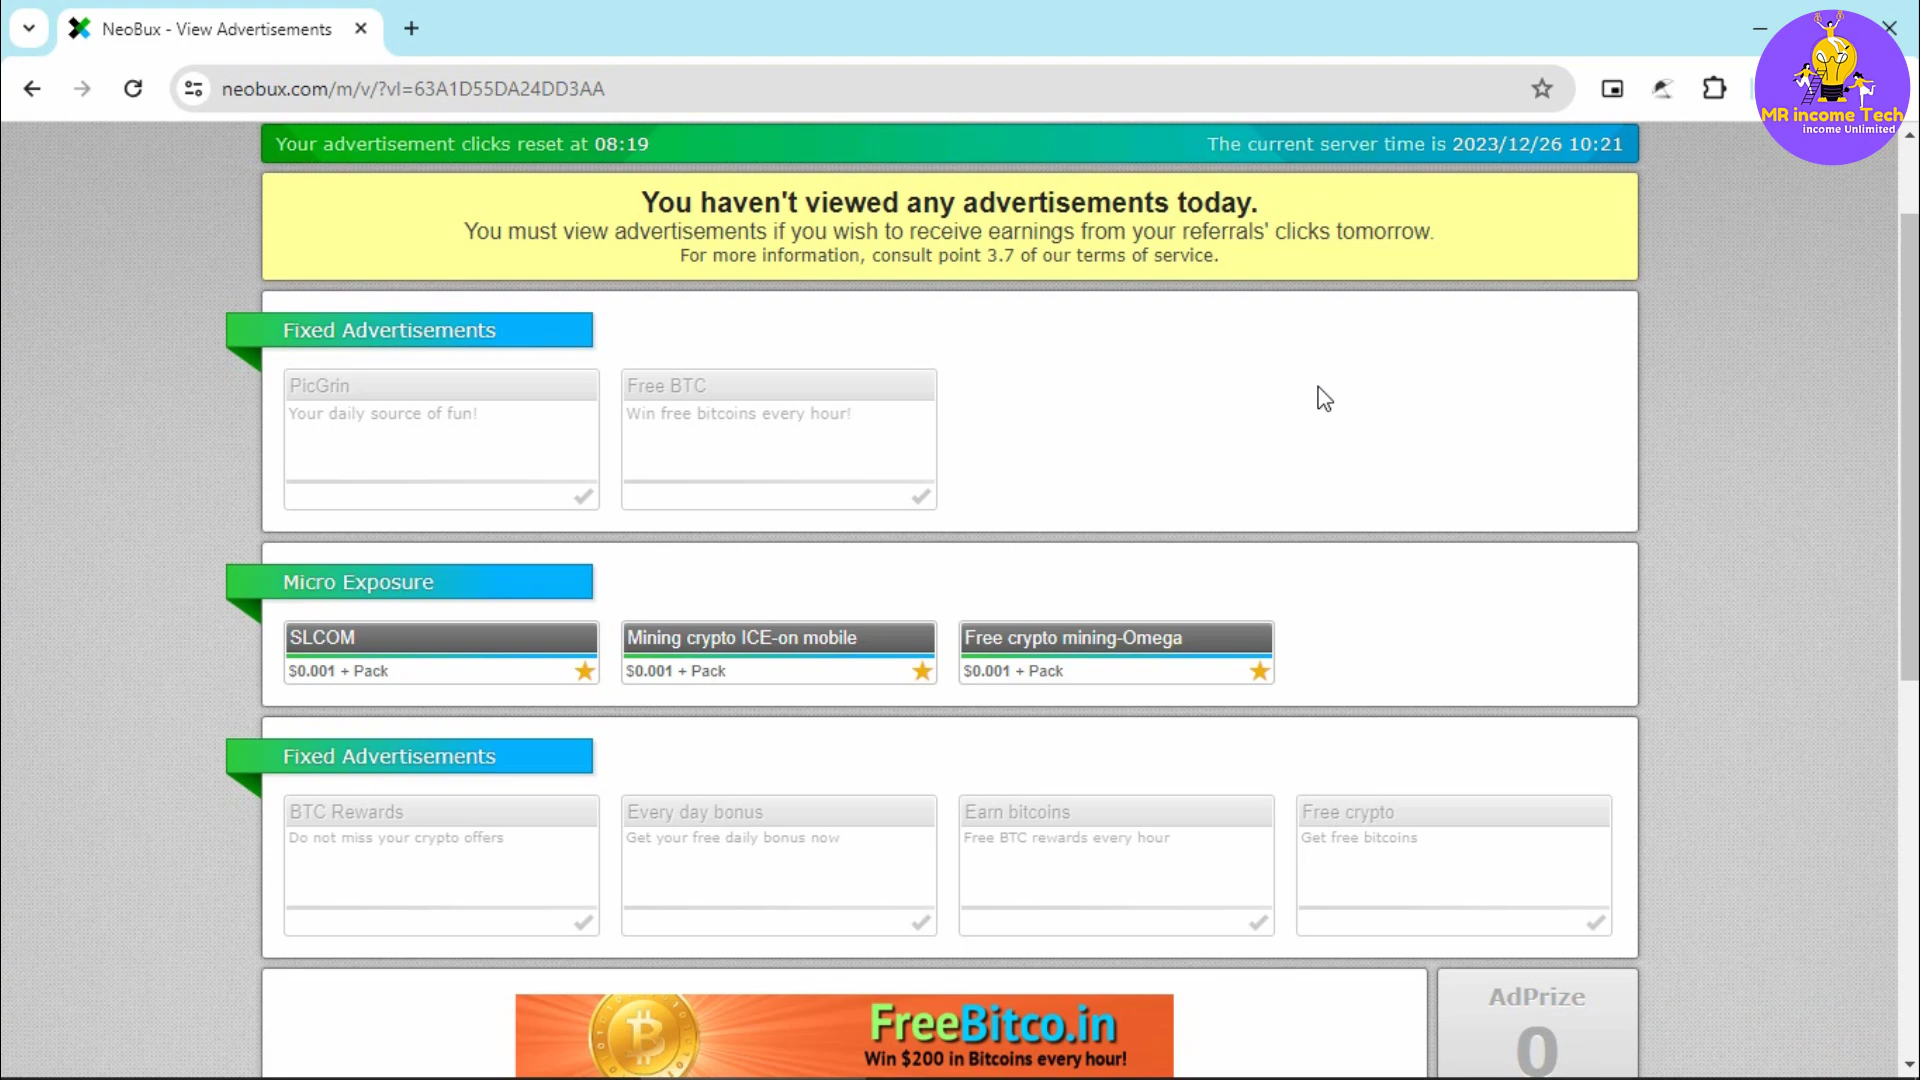 NeoBux - View Advertisements
neobux.com/m/v/?vl=63A1D55DA24DD3AA
MR income Tech
income Unlimited
Your advertisement clicks reset at 08:19
The current server time is 2023/12/26 10:21
You haven't viewed any advertisements today.
You must view advertisements if you wish to receive earnings from your referrals' clicks tomorrow.
For more information, consult point 3.7 of our terms of service.
Fixed Advertisements
PicGrin
Your daily source of fun!
Free BTC
Win free bitcoins every hour!
Micro Exposure
SLCOM
$0.001 + Pack
Mining crypto ICE-on mobile
$0.001 + Pack
Free crypto mining-Omega
$0.001 + Pack
Fixed Advertisements
BTC Rewards
Do not miss your crypto offers
Every day bonus
Get your free daily bonus now
Earn bitcoins
Free BTC rewards every hour
Free crypto
Get free bitcoins
FreeBitco.in
Win $200 in Bitcoins every hour!
AdPrize
0